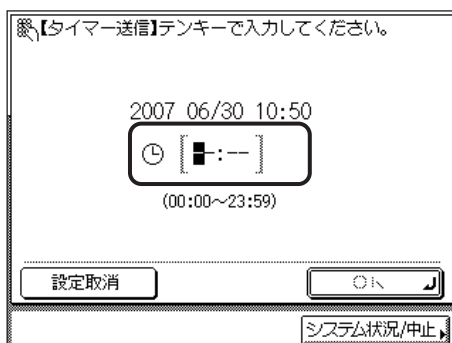 【タイマー送信】テンキーで入力してください。
2007 06/30 10:50
[--:--]
(00:00～23:59)
設定取消
OK
システム状況/中止